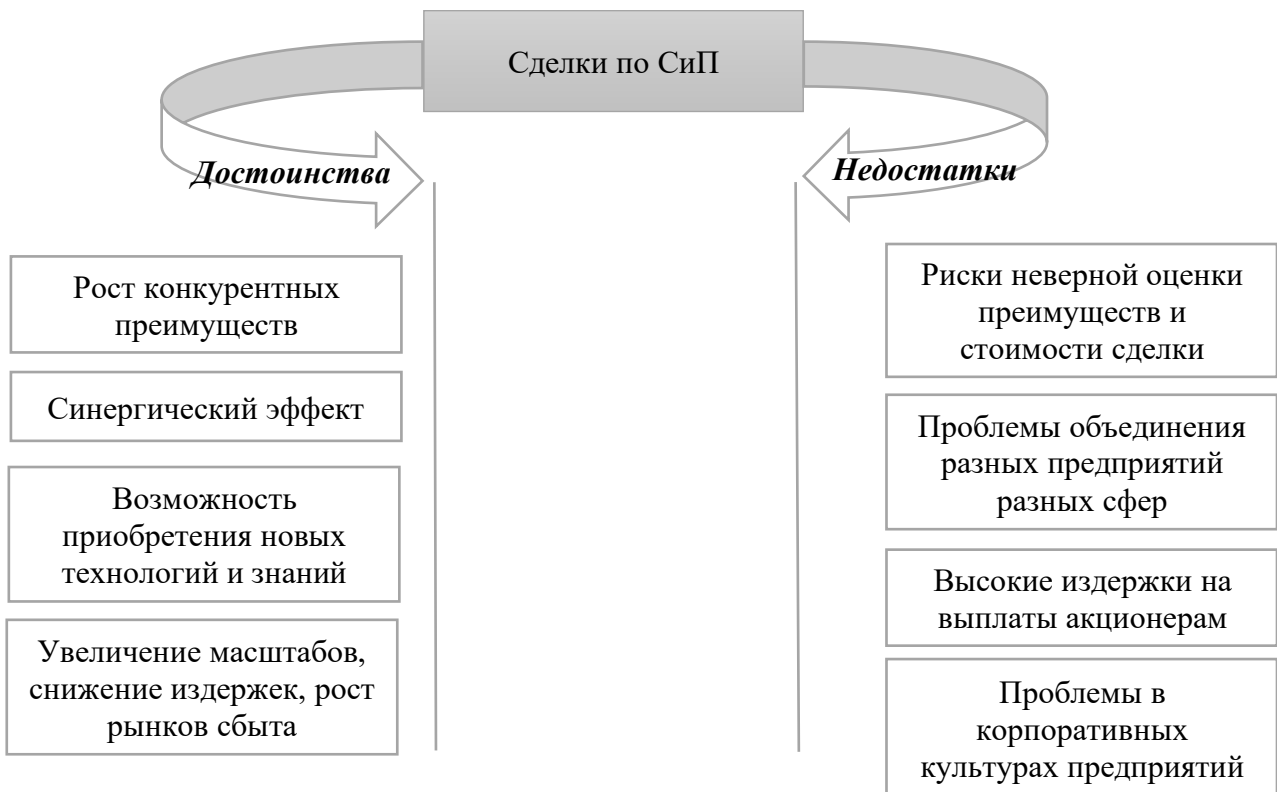 Сделки по СиП
Достоинства
Недостатки
Рост конкурентных
преимуществ
Синергический эффект
Возможность
приобретения новых
технологий и знаний
Увеличение масштабов,
снижение издержек, рост
рынков сбыта
Риски неверной оценки
преимуществ и
стоимости сделки
Проблемы объединения
разных предприятий
разных сфер
Высокие издержки на
выплаты акционерам
Проблемы в
корпоративных
культурах предприятий